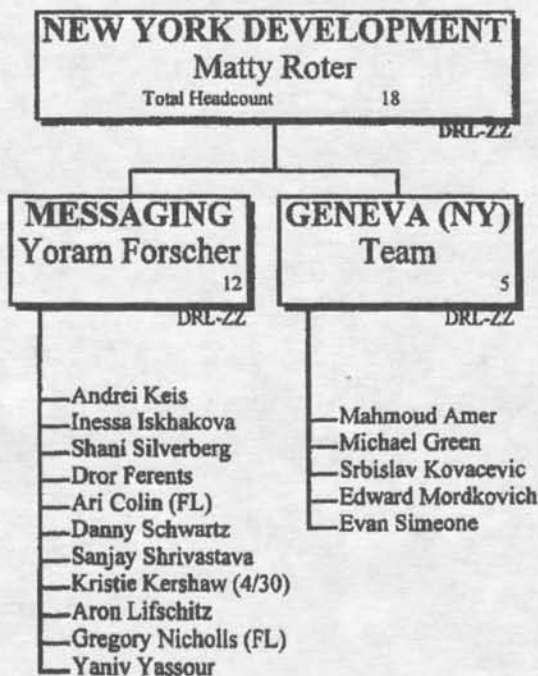 NEW YORK DEVELOPMENT
Matty Roter
Total Headcount 18
DRL-ZZ
MESSAGING
Yoram Forscher
12
DRL-ZZ
Andrei Keis
Inessa Iskhakova
Shani Silverberg
Dror Ferents
Ari Colin (FL)
Danny Schwartz
Sanjay Shrivastava
Kristie Kershaw (4/30)
Aron Lifschitz
Gregory Nicholls (FL)
Yaniv Yassour
GENEVA (NY)
Team
5
DRL-ZZ
Mahmoud Amer
Michael Green
Srbislav Kovacevic
Edward Mordkovich
Evan Simeone